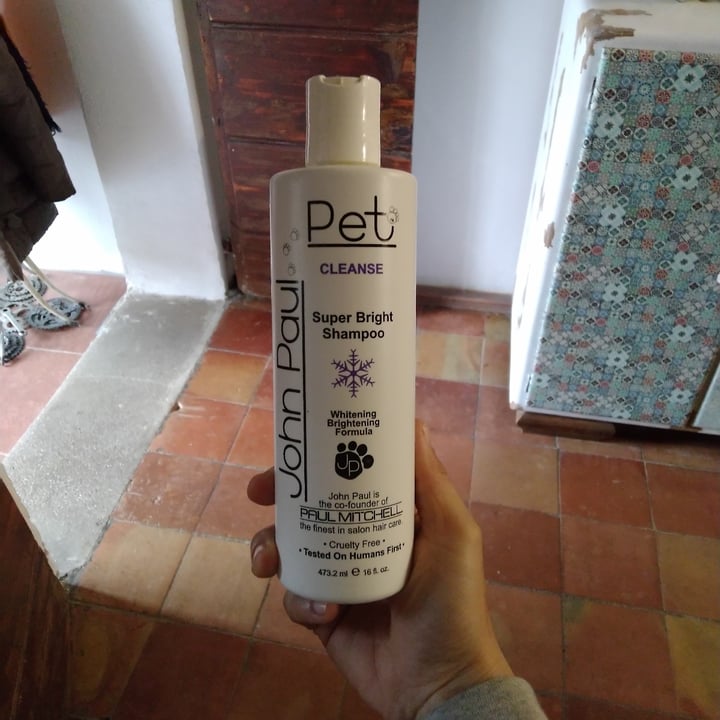 Pet
CLEANSE
John Paul
Super Bright
Shampoo
Whitening
Brightening
Formula
JP
John Paul is
the co-founder of
PAUL MITCHELL
the finest in salon hair care.
• Cruelty Free •
• Tested On Humans First •
473.2 ml ℮ 16 fl. oz.